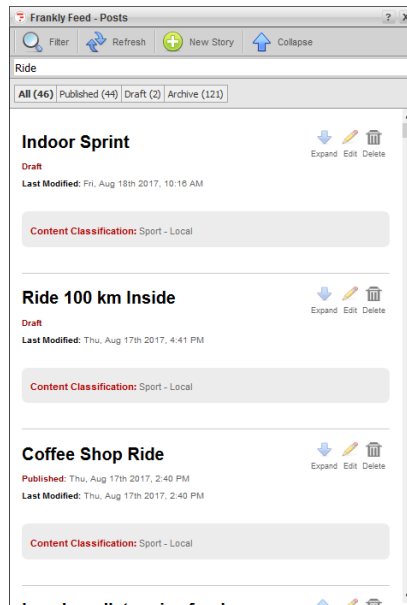 Frankly Feed - Posts ? X
Filter Refresh New Story Collapse
Ride
All (46) Published (44) Draft (2) Archive (121)
Indoor Sprint
Expand Edit Delete
Draft
Last Modified: Fri, Aug 18th 2017, 10:16 AM
Content Classification: Sport - Local
Ride 100 km Inside
Expand Edit Delete
Draft
Last Modified: Thu, Aug 17th 2017, 4:41 PM
Content Classification: Sport - Local
Coffee Shop Ride
Expand Edit Delete
Published: Thu, Aug 17th 2017, 2:40 PM
Last Modified: Thu, Aug 17th 2017, 2:40 PM
Content Classification: Sport - Local